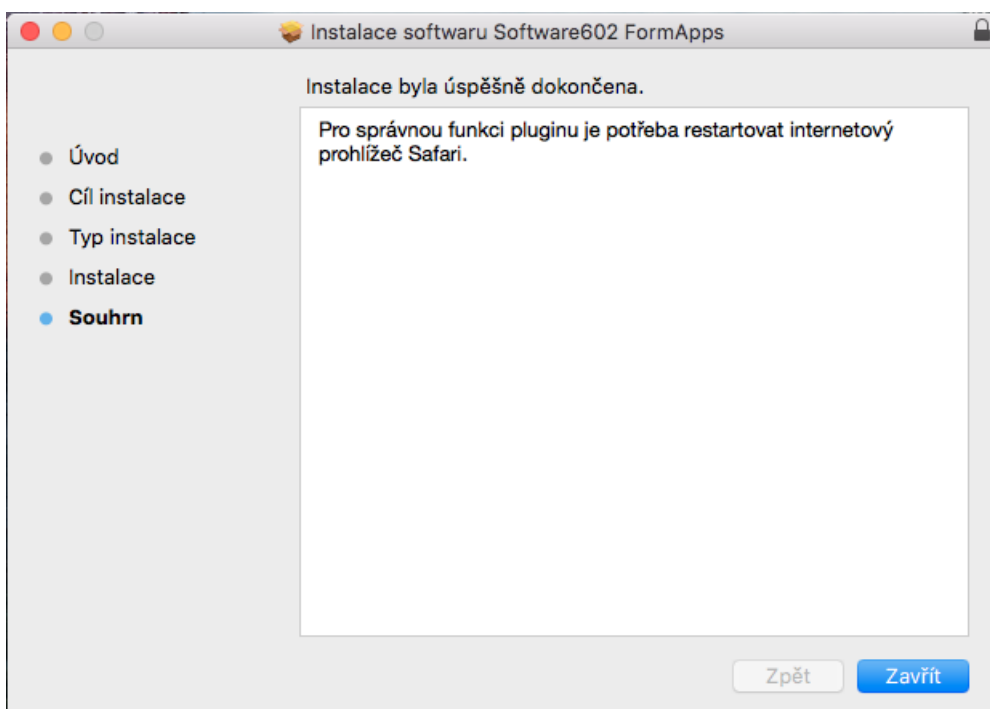 Instalace softwaru Software602 FormApps
Instalace byla úspěšně dokončena.
Pro správnou funkci pluginu je potřeba restartovat internetový
prohlížeč Safari.
Úvod
Cíl instalace
Typ instalace
Instalace
Souhrn
Zpět
Zavřít